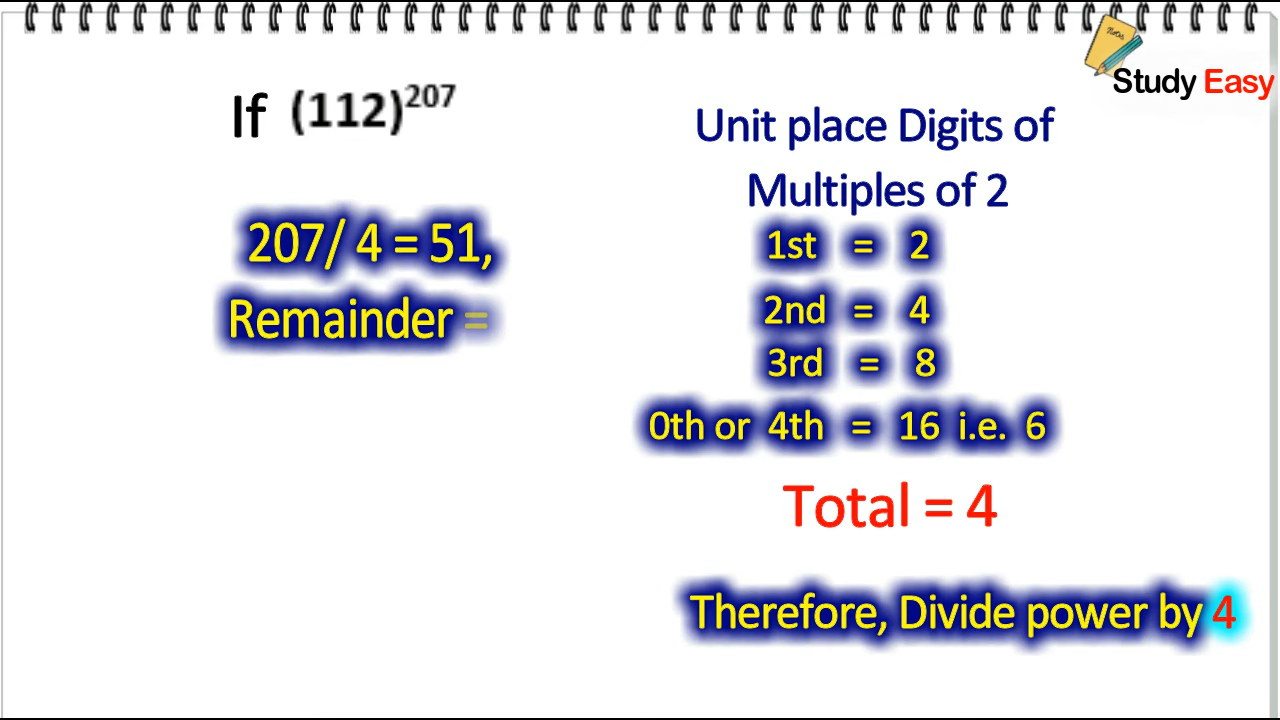 Study Easy
If (112)^207
207/ 4 = 51,
Remainder =
Unit place Digits of
Multiples of 2
1st = 2
2nd = 4
3rd = 8
0th or 4th = 16 i.e. 6
Total = 4
Therefore, Divide power by 4